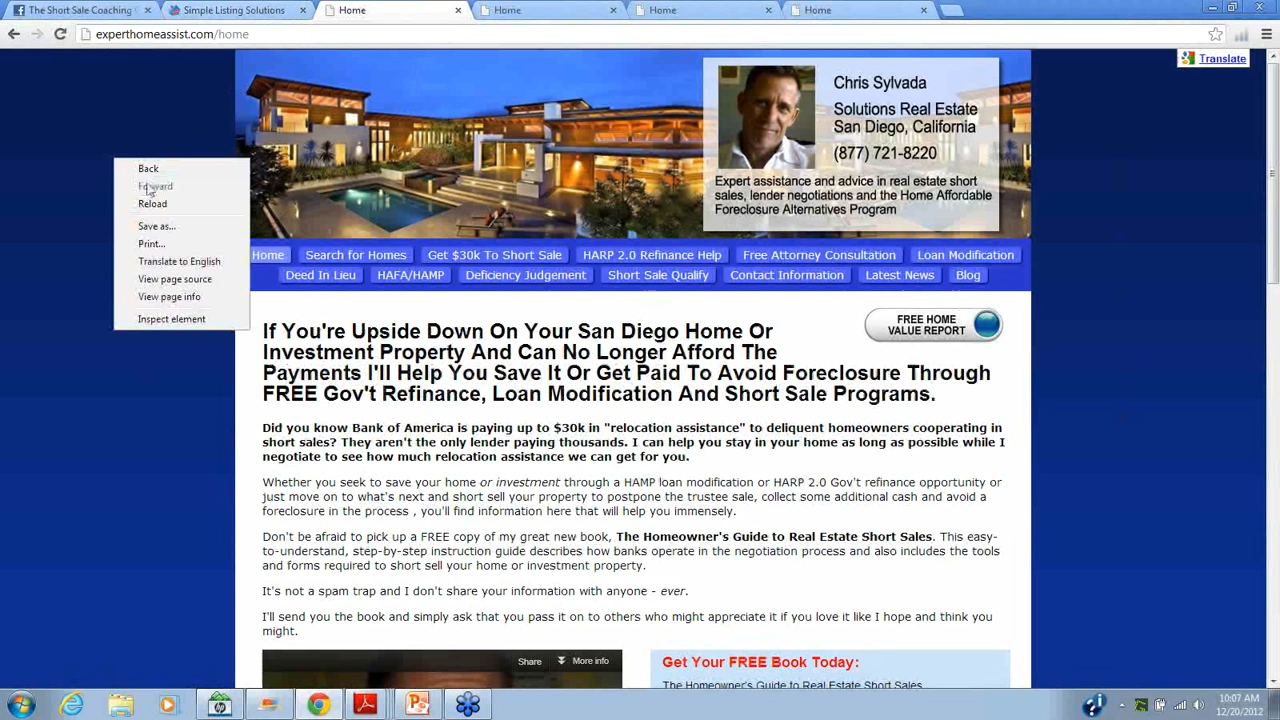 The Short Sale Coaching
Simple Listing Solutions
Home
Home
Home
Home
experthomeassist.com/home
Translate
Chris Sylvada
Solutions Real Estate
San Diego, California
(877) 721-8220
Expert assistance and advice in real estate short
sales, lender negotiations and the Home Affordable
Foreclosure Alternatives Program
Back
Forward
Reload
Save as...
Print...
Translate to English
View page source
View page info
Inspect element
Home Search for Homes Get $30k To Short Sale HARP 2.0 Refinance Help Free Attorney Consultation Loan Modification
Deed In Lieu HAFA/HAMP Deficiency Judgement Short Sale Qualify Contact Information Latest News Blog
FREE HOME
VALUE REPORT
If You're Upside Down On Your San Diego Home Or
Investment Property And Can No Longer Afford The
Payments I'll Help You Save It Or Get Paid To Avoid Foreclosure Through
FREE Gov't Refinance, Loan Modification And Short Sale Programs.
Did you know Bank of America is paying up to $30k in "relocation assistance" to deliquent homeowners cooperating in
short sales? They aren't the only lender paying thousands. I can help you stay in your home as long as possible while I
negotiate to see how much relocation assistance we can get for you.
Whether you seek to save your home or investment through a HAMP loan modification or HARP 2.0 Gov't refinance opportunity or
just move on to what's next and short sell your property to postpone the trustee sale, collect some additional cash and avoid a
foreclosure in the process , you'll find information here that will help you immensely.
Don't be afraid to pick up a FREE copy of my great new book, The Homeowner's Guide to Real Estate Short Sales. This easy-
to-understand, step-by-step instruction guide describes how banks operate in the negotiation process and also includes the tools
and forms required to short sell your home or investment property.
It's not a spam trap and I don't share your information with anyone - ever.
I'll send you the book and simply ask that you pass it on to others who might appreciate it if you love it like I hope and think you
might.
Share More info
Get Your FREE Book Today:
The Homeowner's Guide to Real Estate Short Sales
10:07 AM
12/20/2012